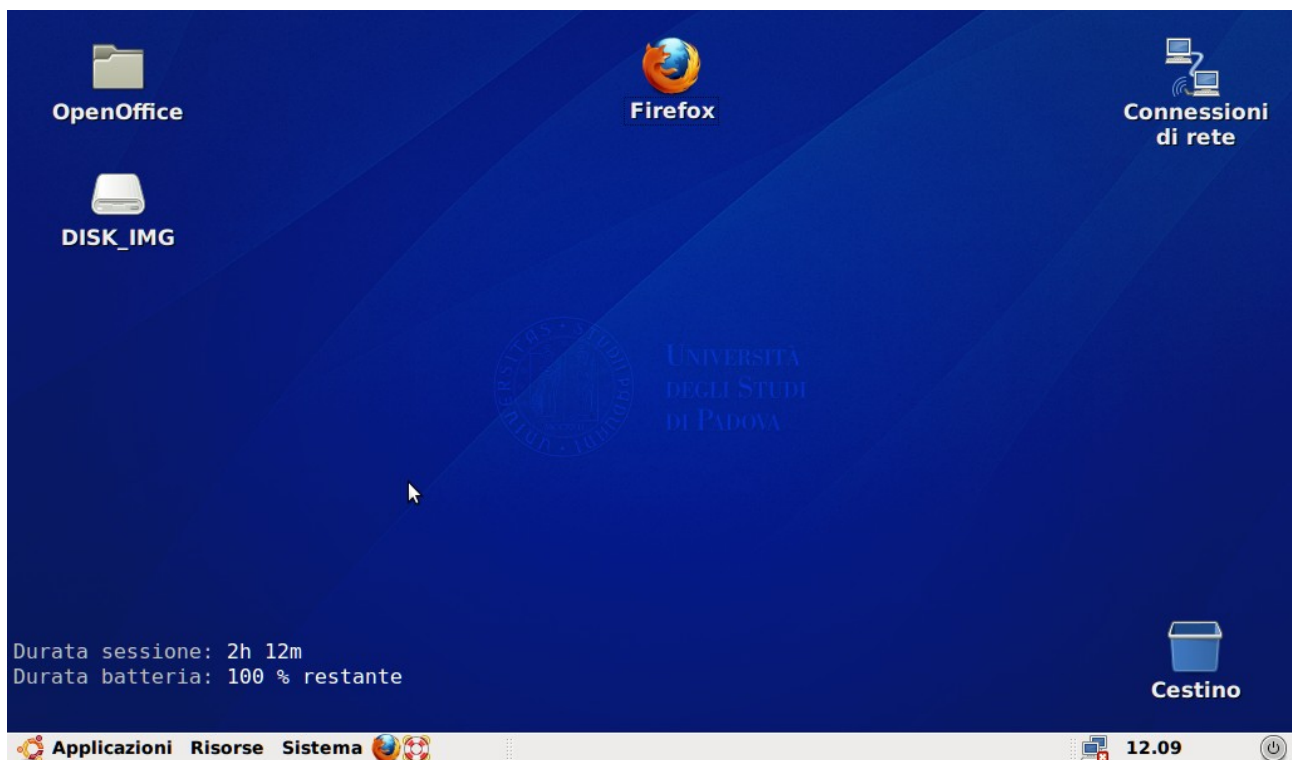 OpenOffice
Firefox
Connessioni
di rete
DISK_IMG
UNIVERSITÀ
DEGLI STUDI
DI PADOVA
Durata sessione: 2h 12m
Durata batteria: 100 % restante
Cestino
Applicazioni Risorse Sistema 12.09